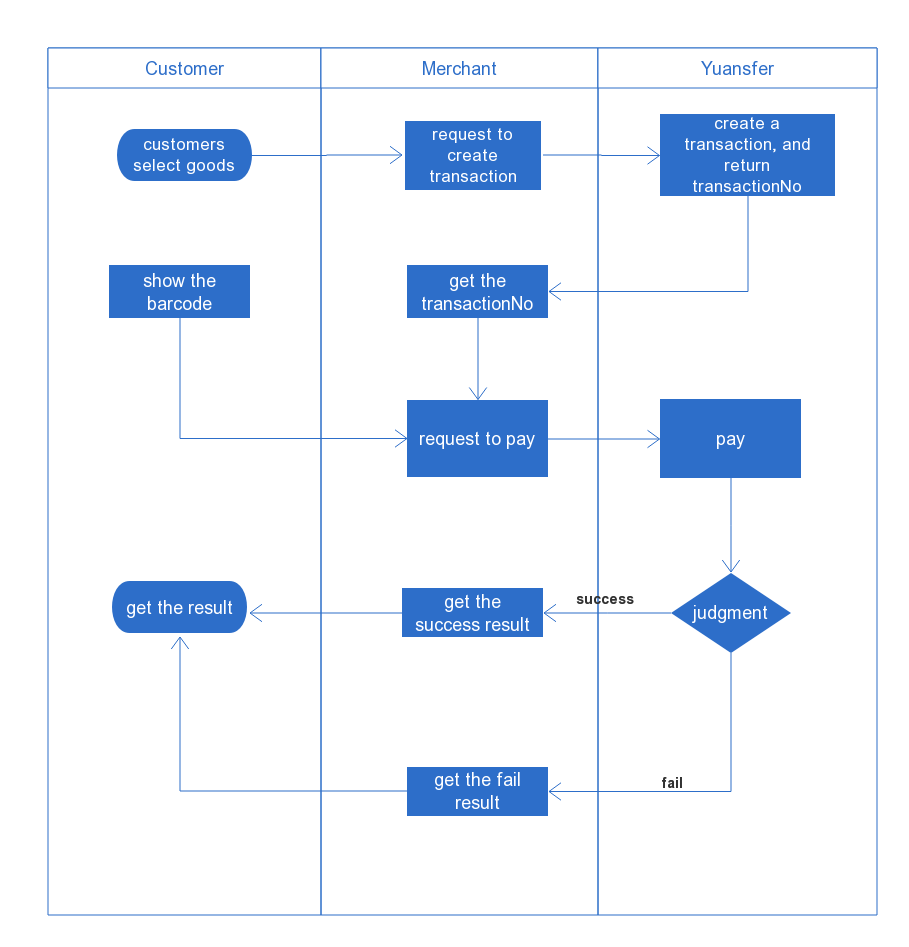 Customer
Merchant
Yuansfer
customers
select goods
request to
create
transaction
create a
transaction, and
return
transactionNo
show the
barcode
get the
transactionNo
request to pay
pay
get the result
get the
success result
success
judgment
get the fail
result
fail